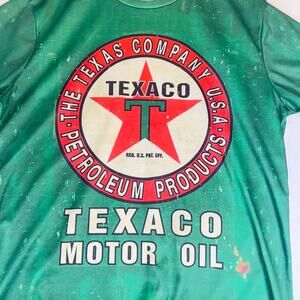 · THE TEXAS COMPANY U.S.A. ·
PETROLEUM PRODUCTS
TEXACO
T
REG. U.S. PAT. OFF.
TEXACO
MOTOR OIL